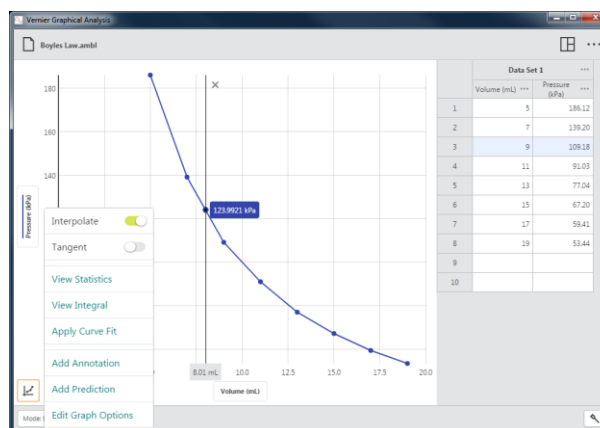 Vernier Graphical Analysis
Boyles Law.ambl
180
160
140
Pressure (kPa)
123.9921 kPa
Interpolate
Tangent
View Statistics
View Integral
Apply Curve Fit
Add Annotation
Add Prediction
Edit Graph Options
8.01 mL
10.0
12.5
15.0
17.5
20.0
Volume (mL)
Mode:
Data Set 1
Volume (mL) Pressure (kPa)
1 5 186.12
2 7 139.20
3 9 109.18
4 11 91.03
5 13 77.04
6 15 67.20
7 17 59.41
8 19 53.44
9
10